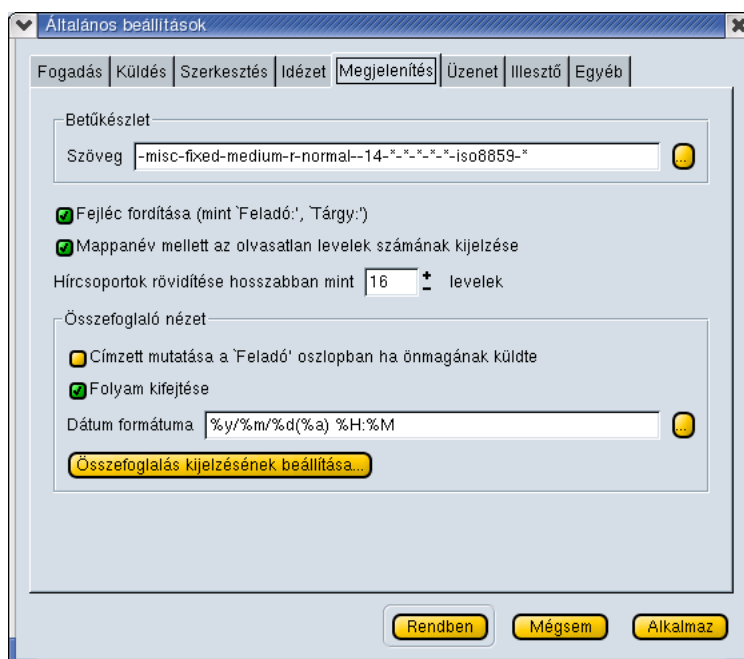 Általános beállítások
Fogadás Küldés Szerkesztés Idézet Megjelenítés Üzenet Illesztő Egyéb
Betűkészlet
Szöveg -misc-fixed-medium-r-normal--14-*-*-*-*-*-iso8859-* ...
Fejléc fordítása (mint `Feladó:', `Tárgy:')
Mappanév mellett az olvasatlan levelek számának kijelzése
Hírcsoportok rövidítése hosszabban mint 16 + - levelek
Összefoglaló nézet
Címzett mutatása a `Feladó' oszlopban ha önmagának küldte
Folyam kifejtése
Dátum formátuma %y/%m/%d(%a) %H:%M ...
Összefoglalás kijelzésének beállítása...
Rendben Mégsem Alkalmaz